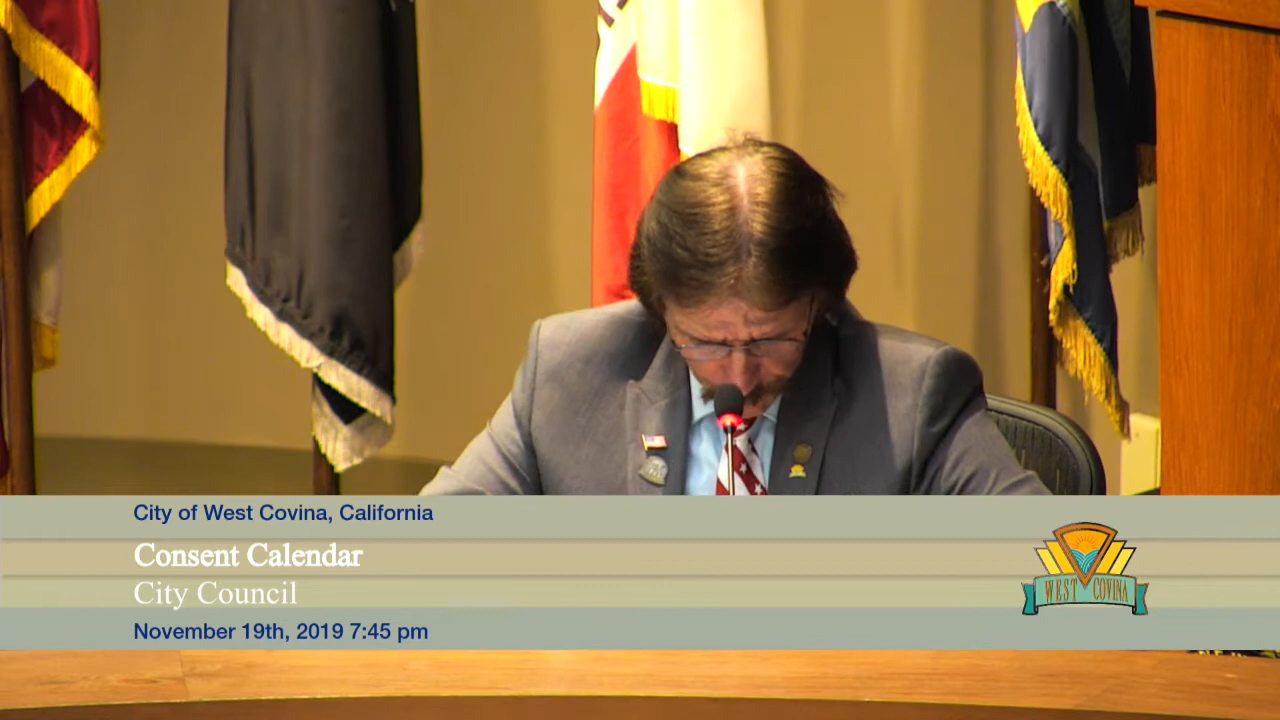 City of West Covina, California
Consent Calendar
City Council
WEST COVINA
November 19th, 2019 7:45 pm